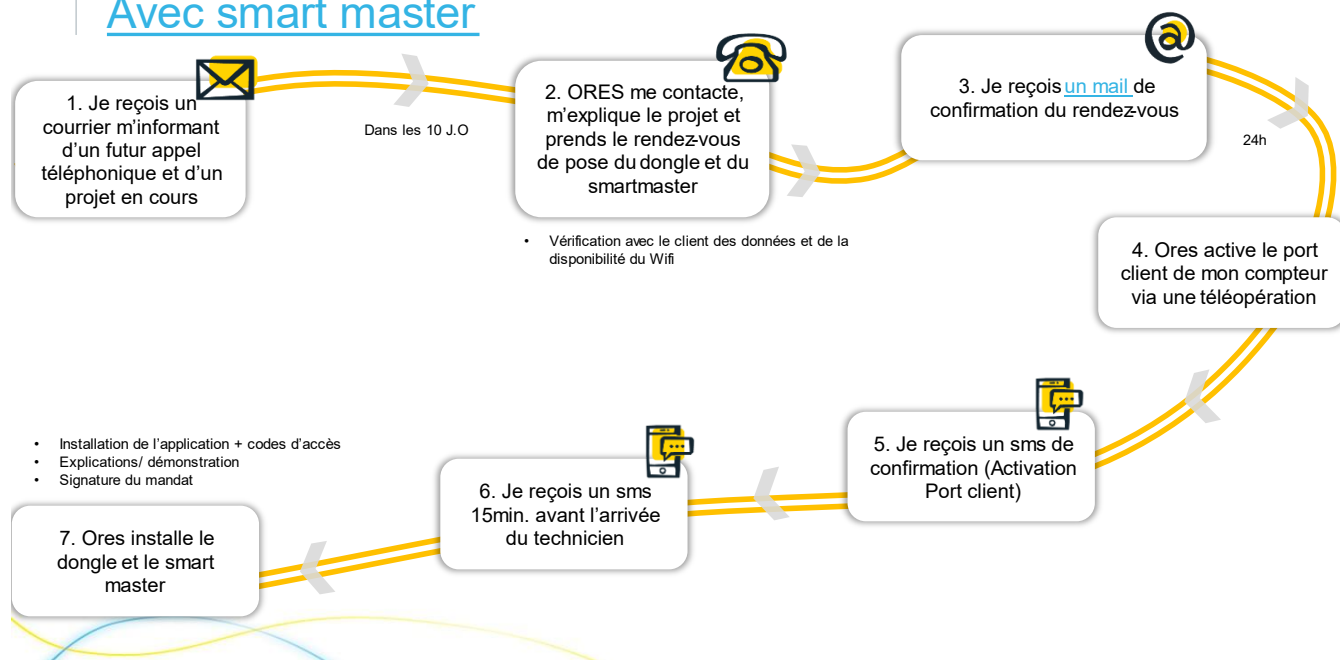 Avec smart master
1. Je reçois un
courrier m’informant
d’un futur appel
téléphonique et d’un
projet en cours
Dans les 10 J.O
2. ORES me contacte,
m’explique le projet et
prends le rendez-vous
de pose du dongle et du
smartmaster
• Vérification avec le client des données et de la
disponibilité du Wifi
@
3. Je reçois un mail de
confirmation du rendez-vous
24h
4. Ores active le port
client de mon compteur
via une téléopération
5. Je reçois un sms de
confirmation (Activation
Port client)
6. Je reçois un sms
15min. avant l’arrivée
du technicien
• Installation de l’application + codes d’accès
• Explications/ démonstration
• Signature du mandat
7. Ores installe le
dongle et le smart
master